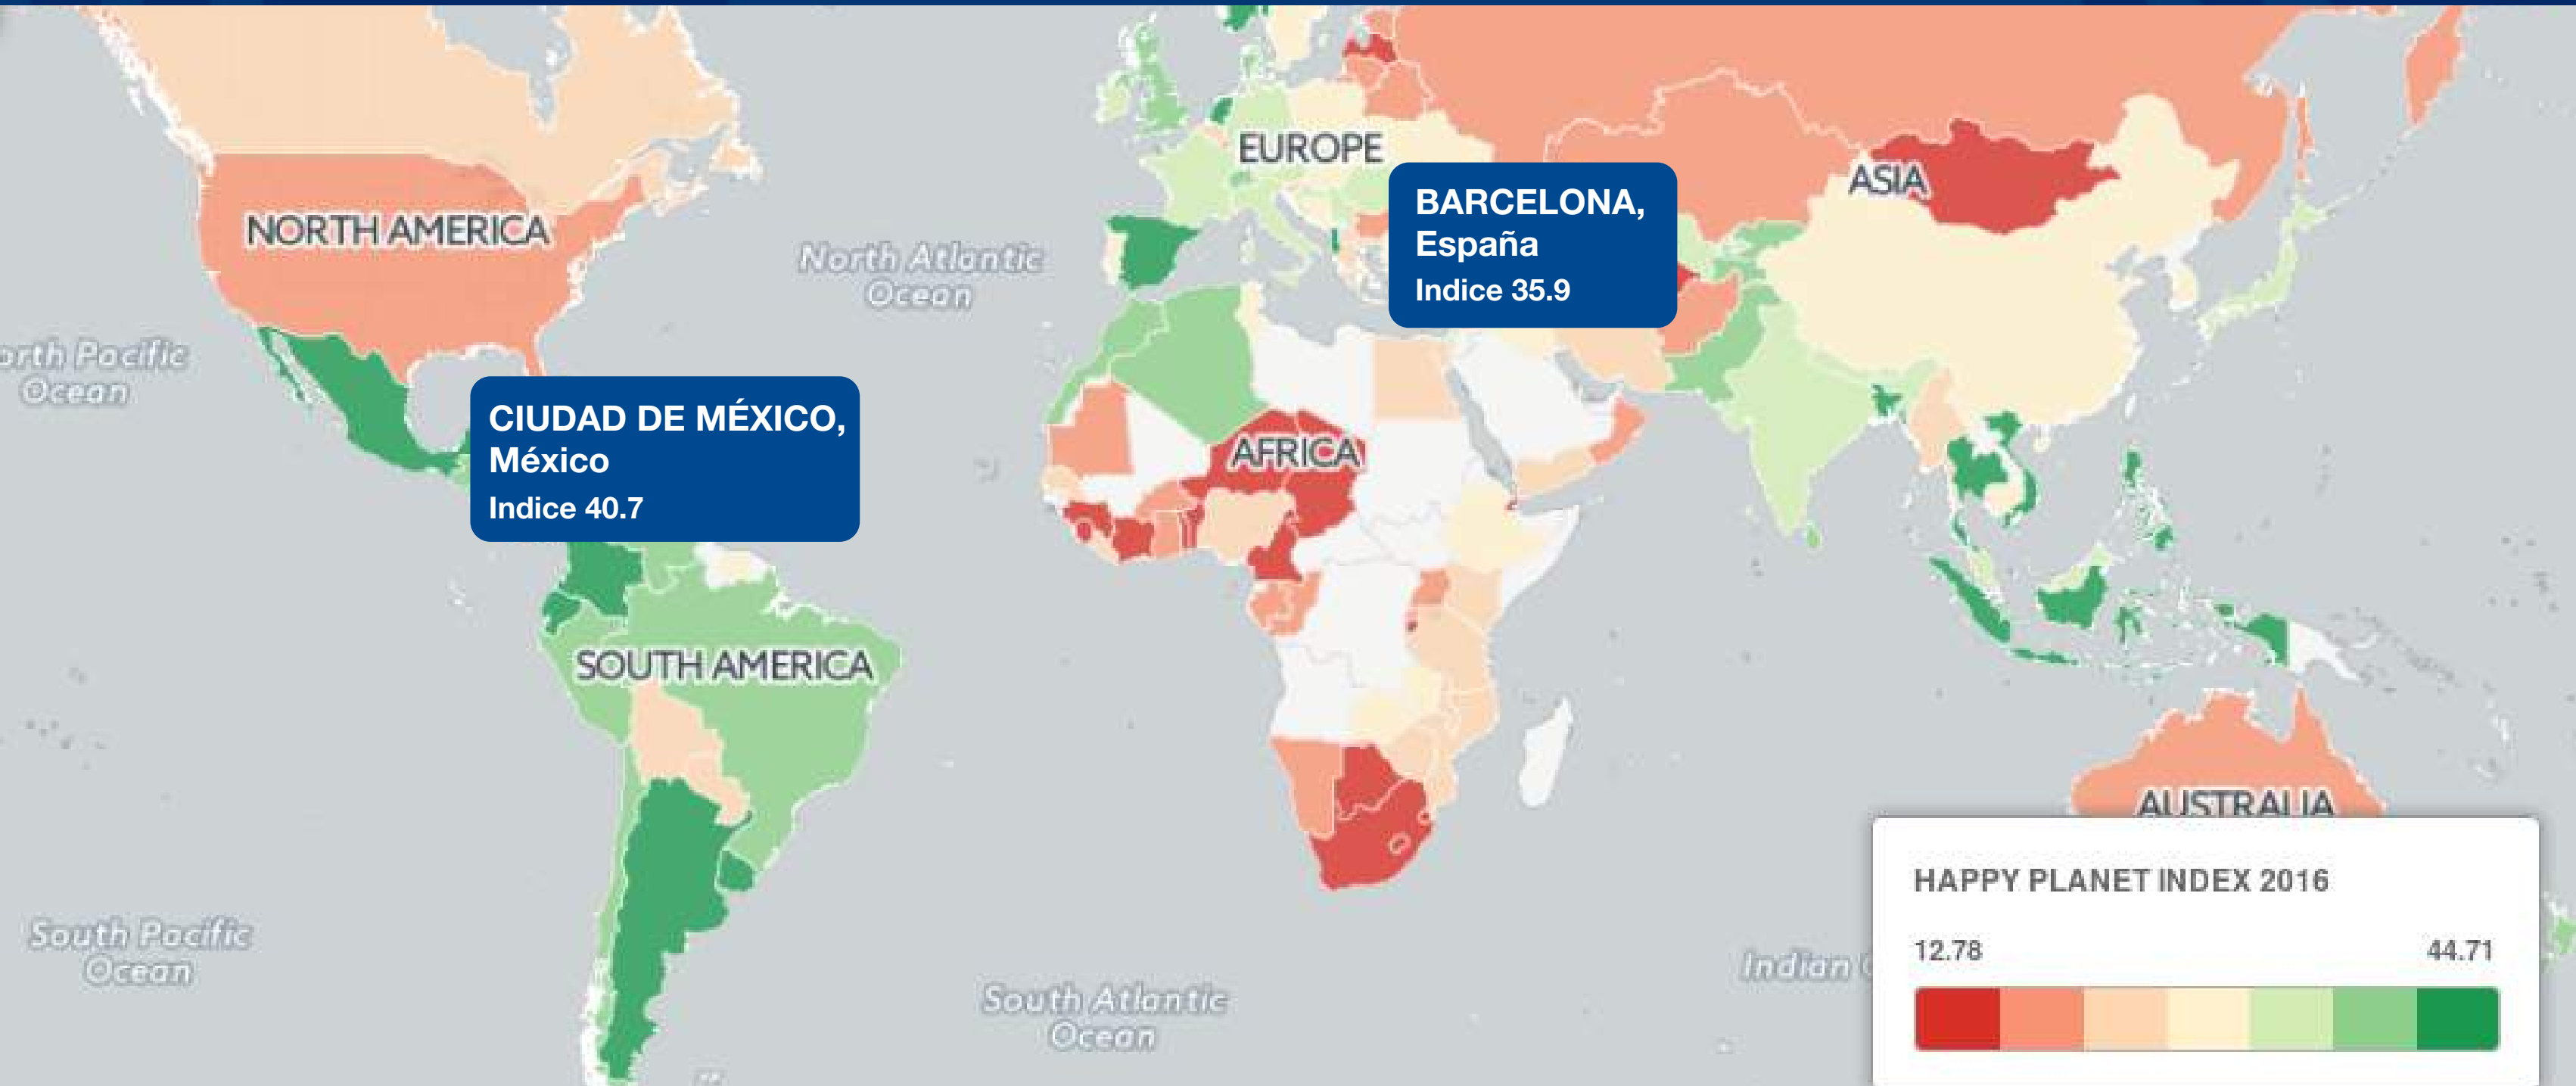 EUROPE
ASIA
BARCELONA,
España
Indice 35.9
NORTH AMERICA
North Atlantic
Ocean
orth Pacific
Ocean
CIUDAD DE MÉXICO,
México
Indice 40.7
AFRICA
SOUTH AMERICA
AUSTRALIA
HAPPY PLANET INDEX 2016
12.78
44.71
South Pacific
Ocean
Indian
South Atlantic
Ocean